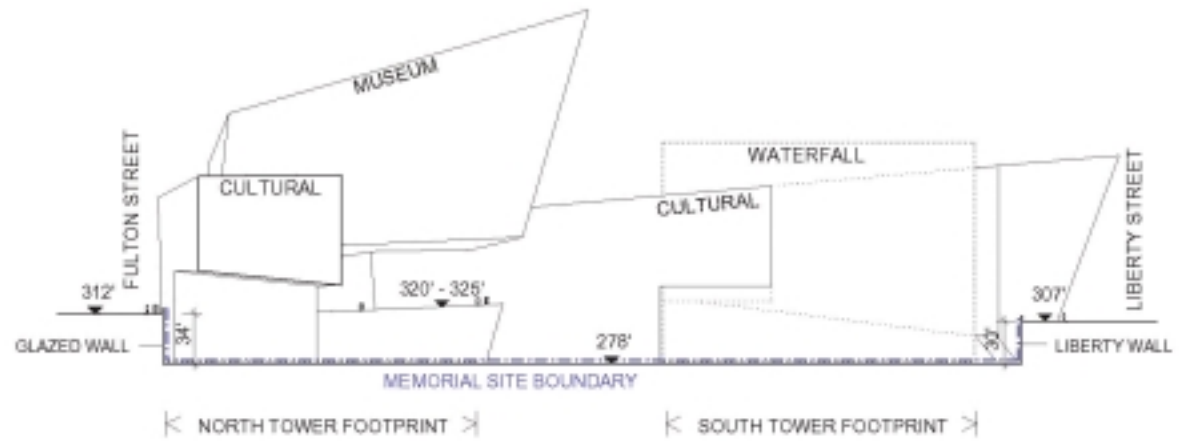 MUSEUM
FULTON STREET
CULTURAL
WATERFALL
CULTURAL
LIBERTY STREET
312'
320' - 325'
307'
34'
30'
GLAZED WALL
278'
LIBERTY WALL
MEMORIAL SITE BOUNDARY
NORTH TOWER FOOTPRINT
SOUTH TOWER FOOTPRINT